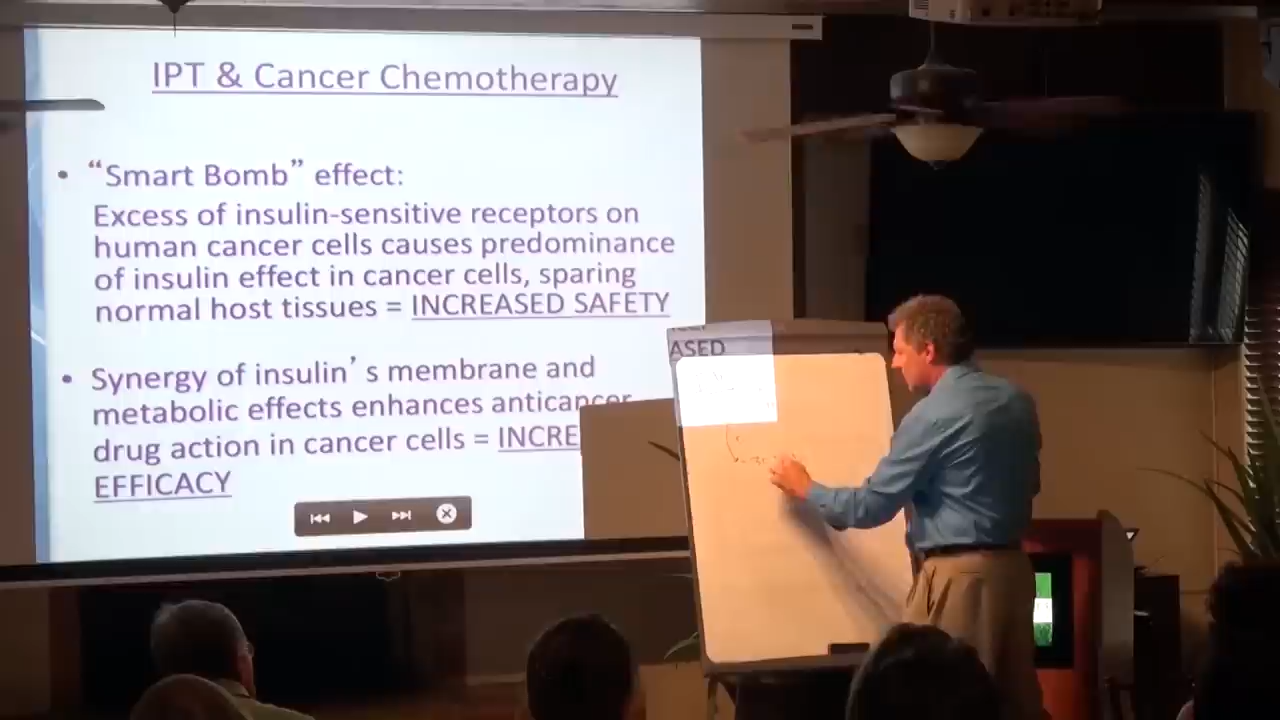 IPT & Cancer Chemotherapy
• “Smart Bomb” effect:
Excess of insulin-sensitive receptors on
human cancer cells causes predominance
of insulin effect in cancer cells, sparing
normal host tissues = INCREASED SAFETY
• Synergy of insulin’s membrane and
metabolic effects enhances anticancer
drug action in cancer cells = INCRE
ASED
EFFICACY